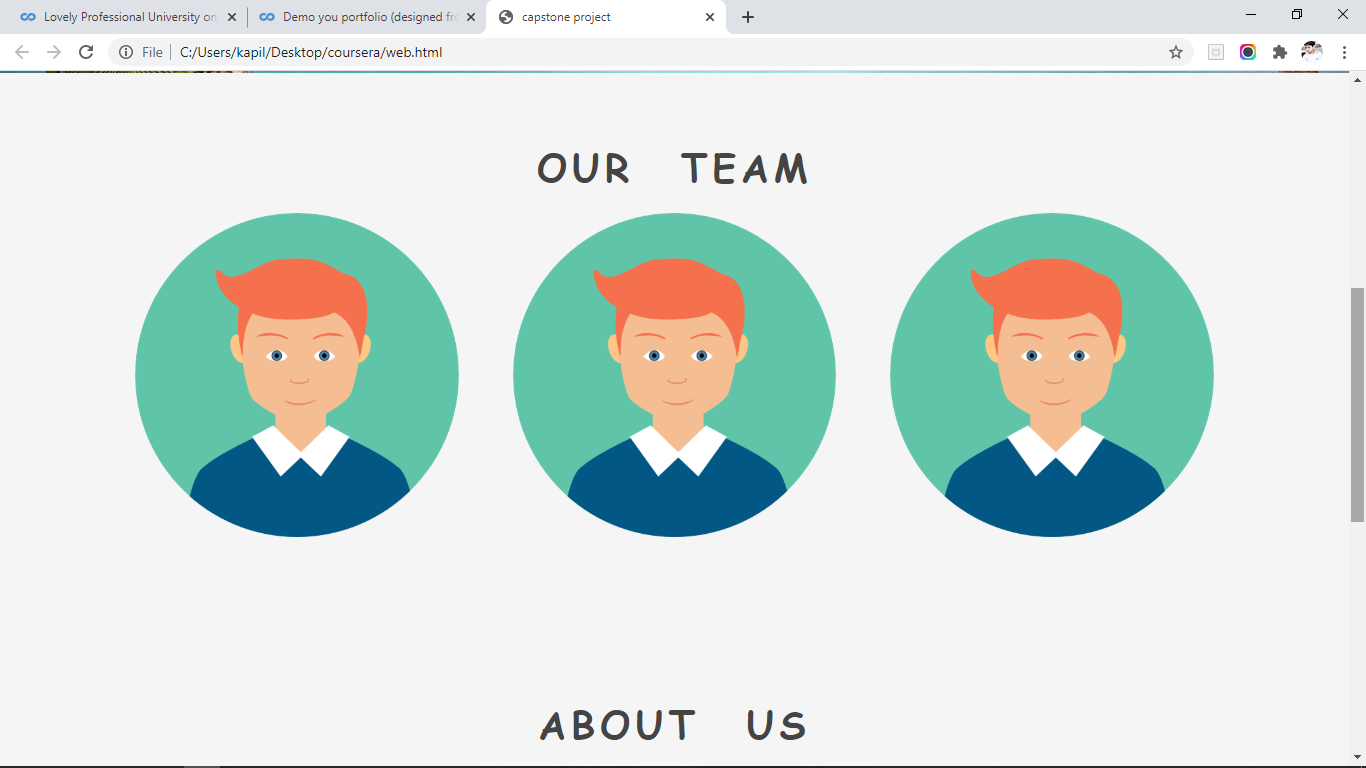 Lovely Professional University on
Demo you portfolio (designed fro
capstone project
File
C:/Users/kapil/Desktop/coursera/web.html
OUR TEAM
ABOUT US